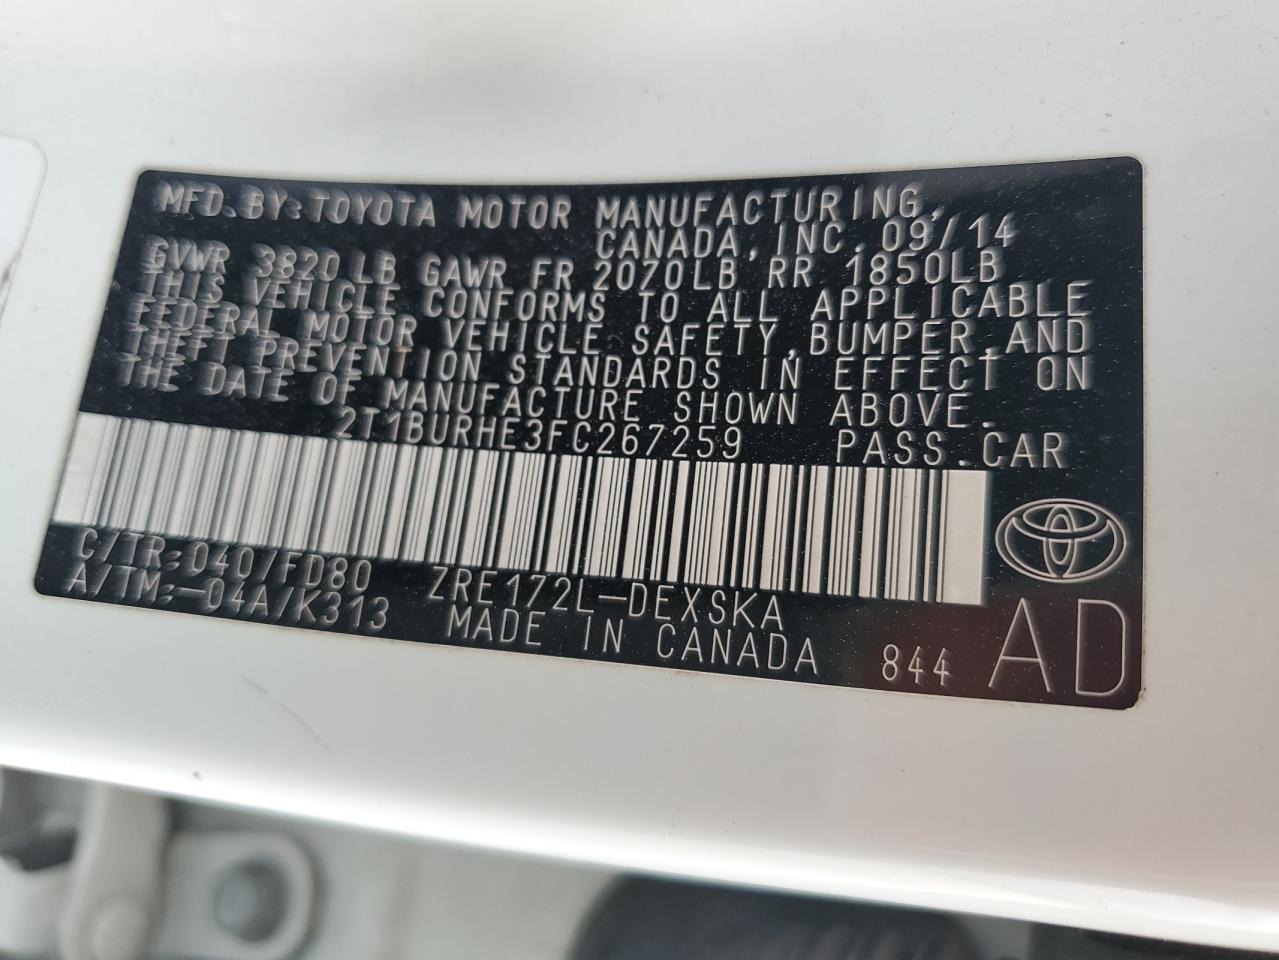 MFD. BY: TOYOTA MOTOR MANUFACTURING,
CANADA, INC. 09/14
GVWR 3820LB GAWR FR 2070LB RR 1850LB
THIS VEHICLE CONFORMS TO ALL APPLICABLE
FEDERAL MOTOR VEHICLE SAFETY, BUMPER, AND
THEFT PREVENTION STANDARDS IN EFFECT ON
THE DATE OF MANUFACTURE SHOWN ABOVE.
2T1BURHE3FC267259 PASS. CAR
C/TR: 040/FD80 ZRE172L-DEXSKA
A/TM: -04A/K313 MADE IN CANADA 844 AD